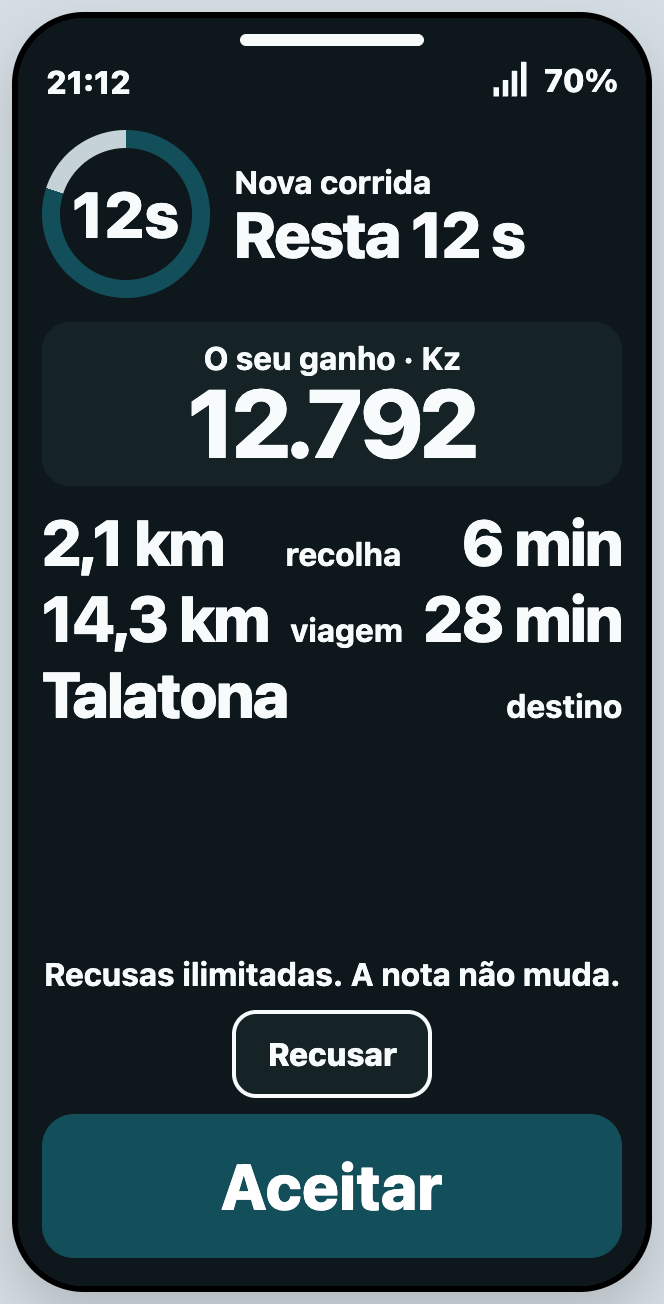 21:12 70%
12s
Nova corrida
Resta 12 s
O seu ganho · Kz
12.792
2,1 km recolha 6 min
14,3 km viagem 28 min
Talatona destino
Recusas ilimitadas. A nota não muda.
Recusar
Aceitar